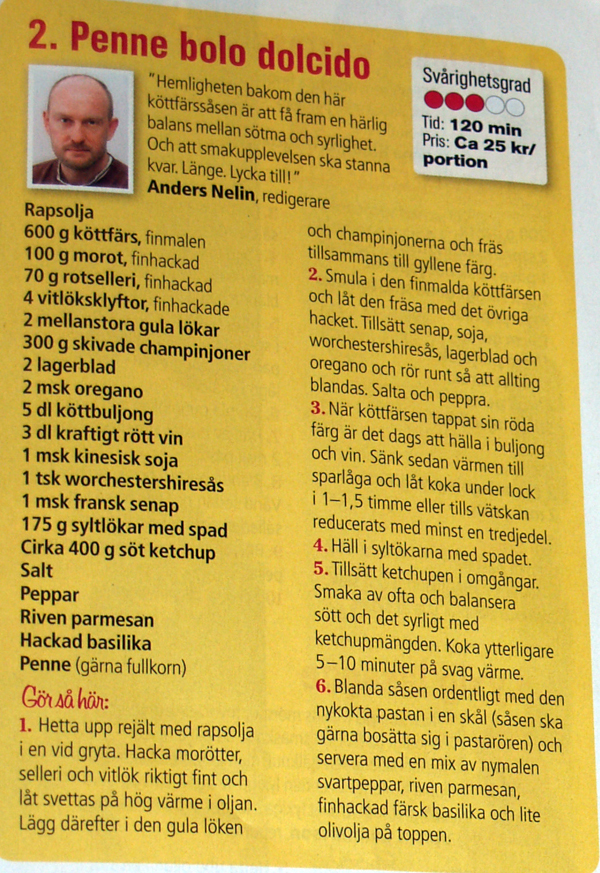 2. Penne bolo dolcido
"Hemligheten bakom den här
köttfärssåsen är att få fram en härlig
balans mellan sötma och syrlighet.
Och att smakupplevelsen ska stanna
kvar. Länge. Lycka till!"
Anders Nelin, redigerare
Svårighetsgrad
Tid: 120 min
Pris: Ca 25 kr/
portion
Rapsolja
600 g köttfärs, finmalen
100 g morot, finhackad
70 g rotselleri, finhackad
4 vitlöksklyftor, finhackade
2 mellanstora gula lökar
300 g skivade champinjoner
2 lagerblad
2 msk oregano
5 dl köttbuljong
3 dl kraftigt rött vin
1 msk kinesisk soja
1 tsk worchestershiresås
1 msk fransk senap
175 g syltlökar med spad
Cirka 400 g söt ketchup
Salt
Peppar
Riven parmesan
Hackad basilika
Penne (gärna fullkorn)
Gör så här:
1. Hetta upp rejält med rapsolja
i en vid gryta. Hacka morötter,
selleri och vitlök riktigt fint och
låt svettas på hög värme i oljan.
Lägg därefter i den gula löken
och champinjonerna och fräs
tillsammans till gyllene färg.
2. Smula i den finmalda köttfärsen
och låt den fräsa med det övriga
hacket. Tillsätt senap, soja,
worchestershiresås, lagerblad och
oregano och rör runt så att allting
blandas. Salta och peppra.
3. När köttfärsen tappat sin röda
färg är det dags att hälla i buljong
och vin. Sänk sedan värmen till
sparlåga och låt koka under lock
i 1–1,5 timme eller tills vätskan
reducerats med minst en tredjedel.
4. Häll i syltökarna med spadet.
5. Tillsätt ketchupen i omgångar.
Smaka av ofta och balansera
sött och det syrligt med
ketchupmängden. Koka ytterligare
5–10 minuter på svag värme.
6. Blanda såsen ordentligt med den
nykokta pastan i en skål (såsen ska
gärna bosätta sig i pastarören) och
servera med en mix av nymalen
svartpeppar, riven parmesan,
finhackad färsk basilika och lite
olivolja på toppen.